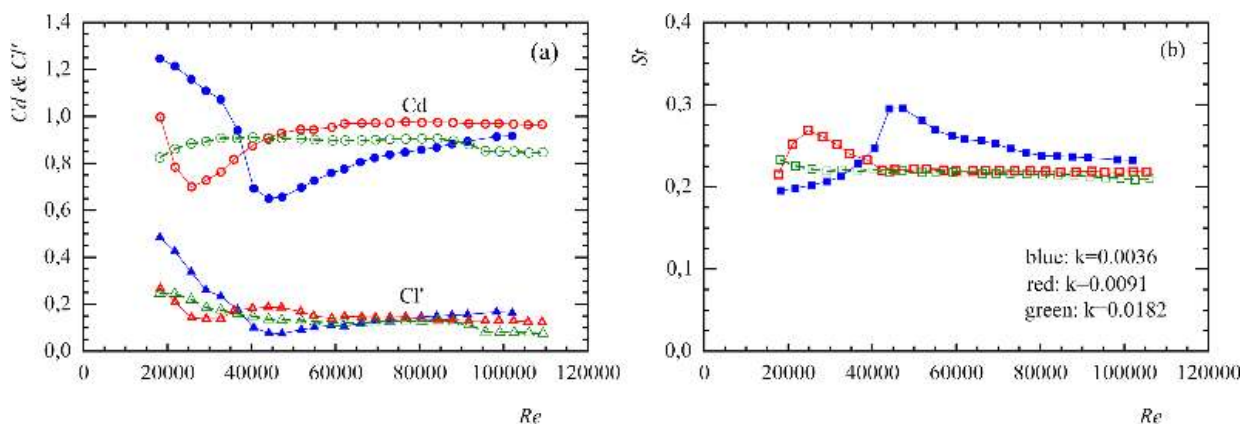 1,4
1,2
1,0
0,8
0,6
0,4
0,2
0,0
Cd & Cl'
(a)
Cd
Cl'
0 20000 40000 60000 80000 100000 120000
Re
0,4
0,3
0,2
0,1
0,0
St
(b)
blue: k=0.0036
red: k=0.0091
green: k=0.0182
0 20000 40000 60000 80000 100000 120000
Re